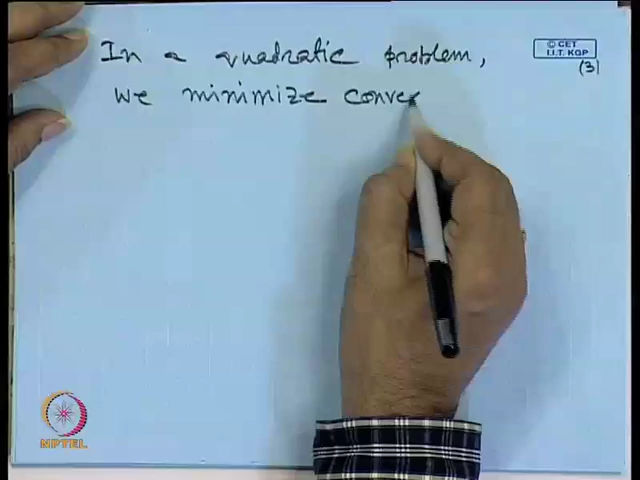 In a quadratic problem,
we minimize conve
© CET
I.I.T. KGP
(3)
NPTEL